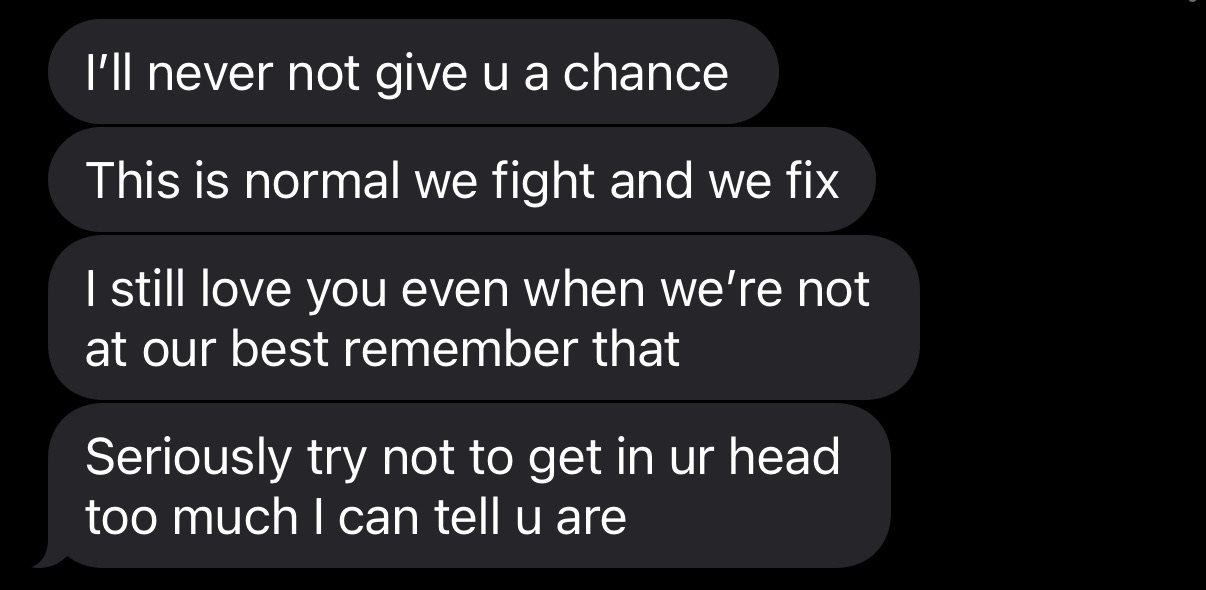 I’ll never not give u a chance
This is normal we fight and we fix
I still love you even when we’re not
at our best remember that
Seriously try not to get in ur head
too much I can tell u are